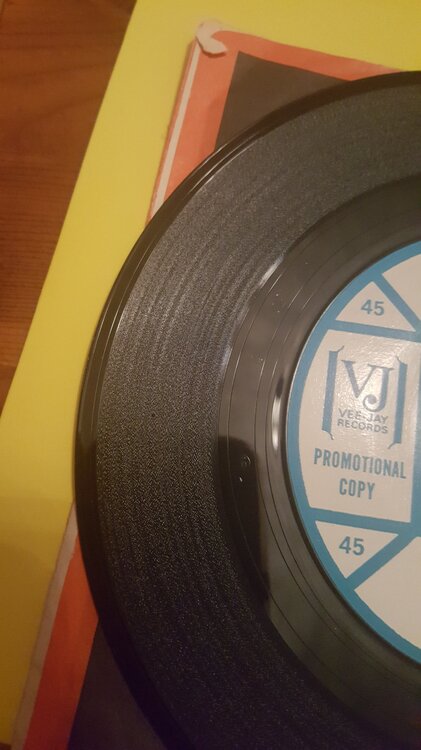 45
VJ
VEE-JAY
RECORDS
PROMOTIONAL
COPY
45